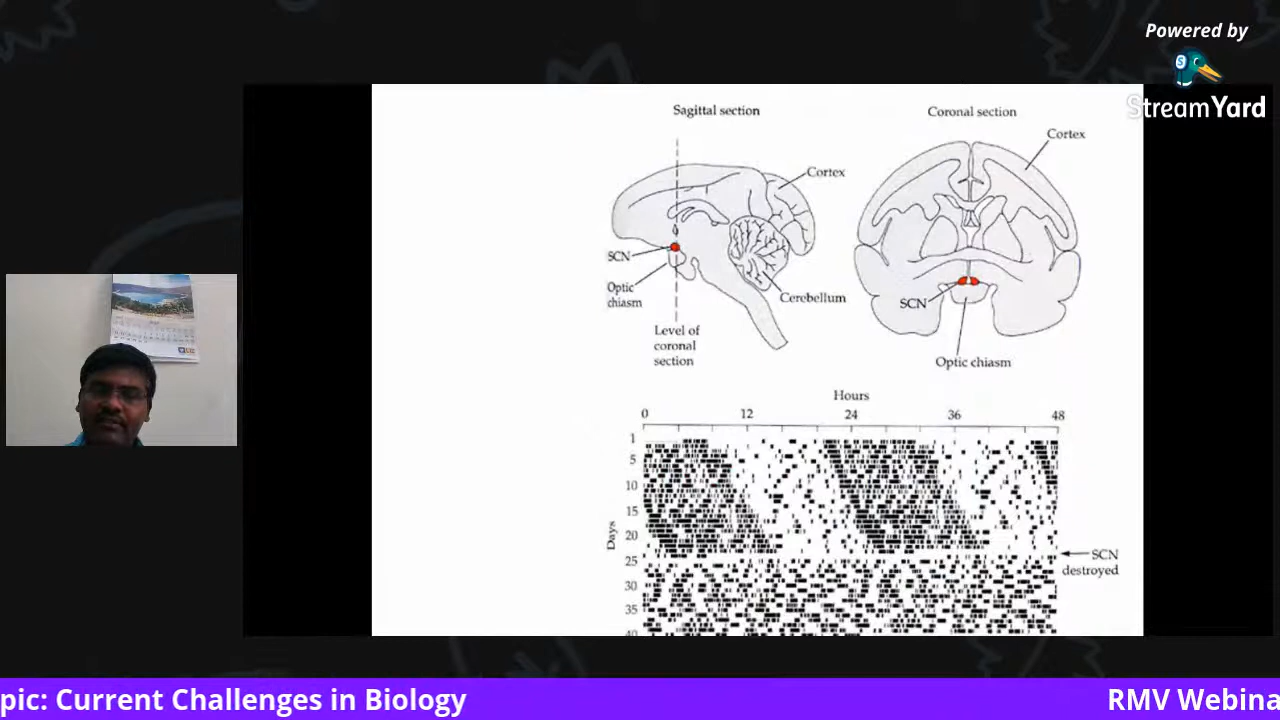 Powered by
StreamYard
Sagittal section
Coronal section
Cortex
Cortex
SCN
Optic
chiasm
Cerebellum
Level of
coronal
section
SCN
Optic chiasm
Hours
0 12 24 36 48
Days
1
5
10
15
20
25
30
35
40
SCN
destroyed
pic: Current Challenges in Biology
RMV Webina